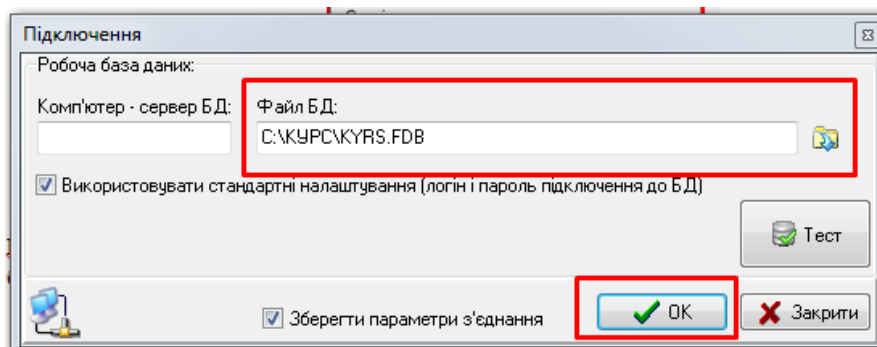 Підключення
Робоча база даних:
Комп'ютер - сервер БД:
Файл БД:
C:\КУРС\KYRS.FDB
Використовувати стандартні налаштування (логін і пароль підключення до БД)
Тест
Зберегти параметри з'єднання
OK
Закрити